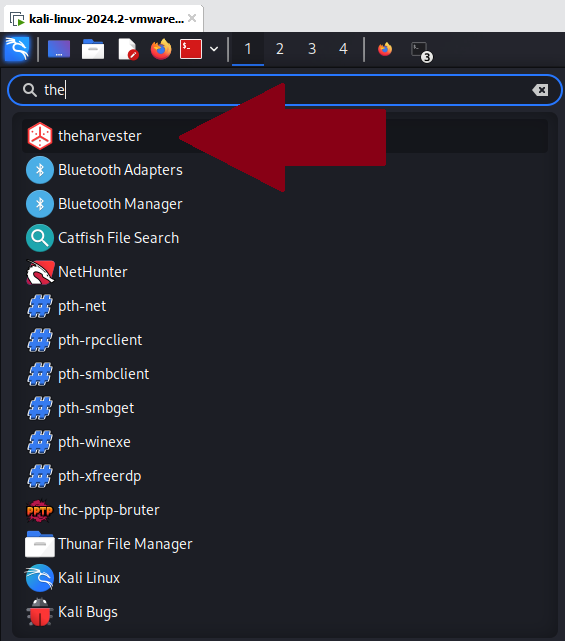 kali-linux-2024.2-vmware...
1 2 3 4 3
the
theharvester
Bluetooth Adapters
Bluetooth Manager
Catfish File Search
NetHunter
pth-net
pth-rpcclient
pth-smbclient
pth-smbget
pth-winexe
pth-xfreerdp
PPTP thc-pptp-bruter
Thunar File Manager
Kali Linux
Kali Bugs